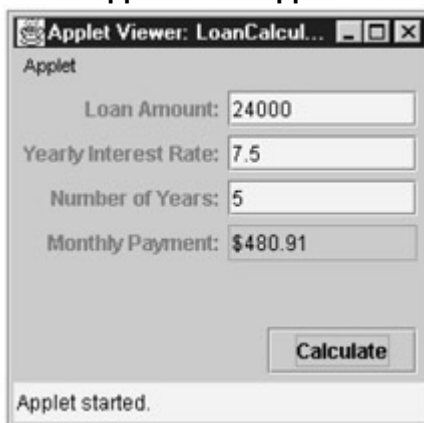 Applet Viewer: LoanCalcul...
Applet
Loan Amount: 24000
Yearly Interest Rate: 7.5
Number of Years: 5
Monthly Payment: $480.91
Calculate
Applet started.